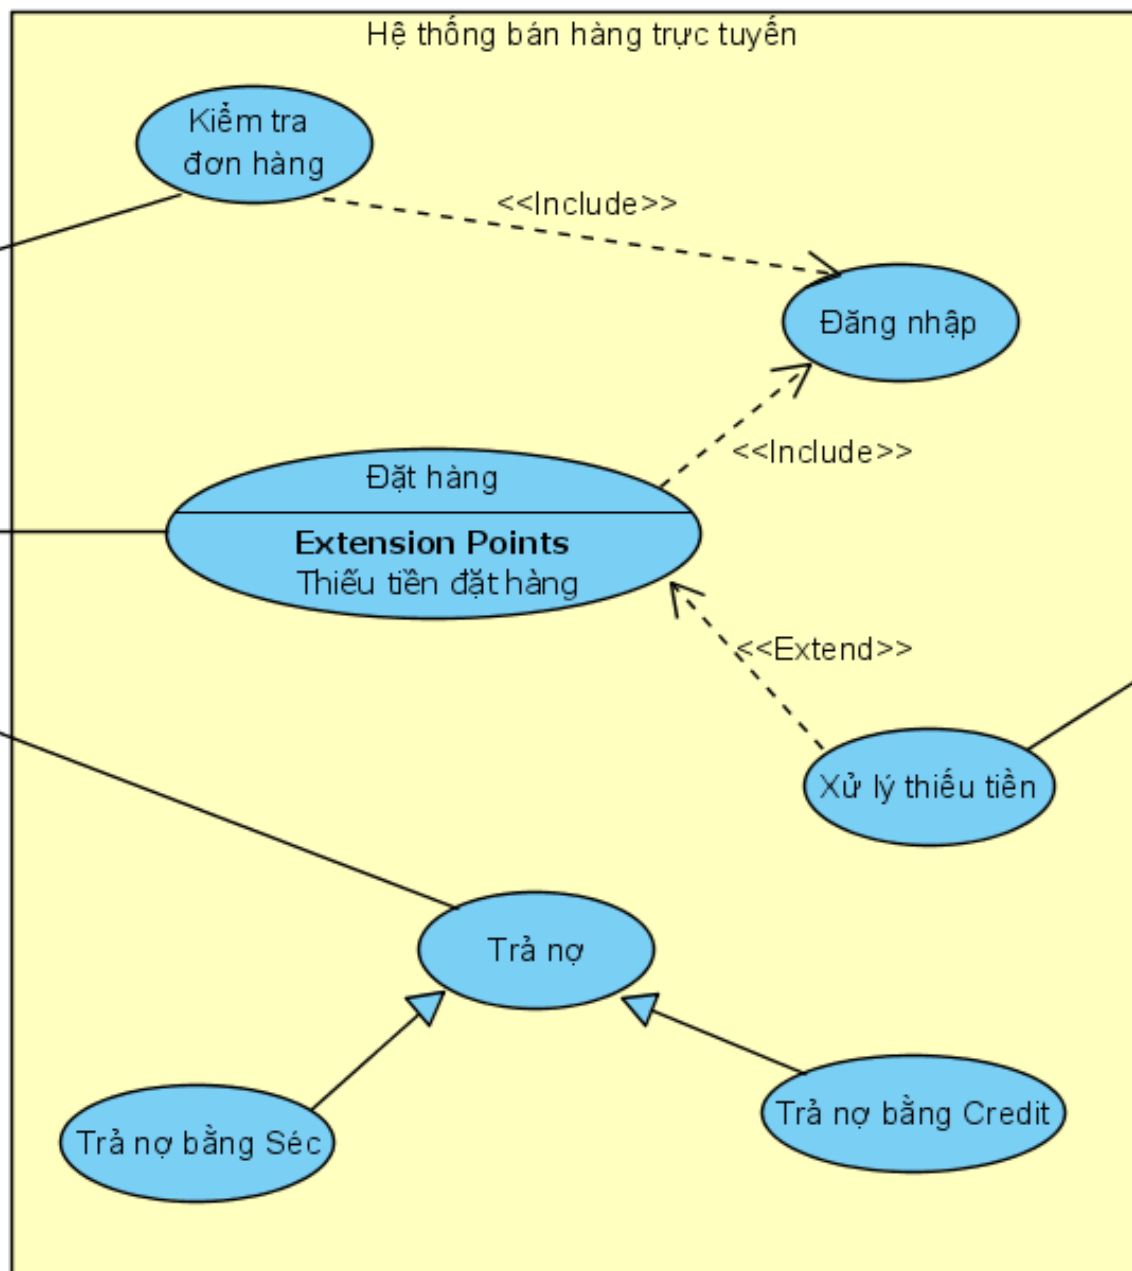 Hệ thống bán hàng trực tuyến
Kiểm tra
đơn hàng
<<Include>>
Đăng nhập
<<Include>>
Đặt hàng
Extension Points
Thiếu tiền đặt hàng
<<Extend>>
Xử lý thiếu tiền
Trả nợ
Trả nợ bằng Séc
Trả nợ bằng Credit